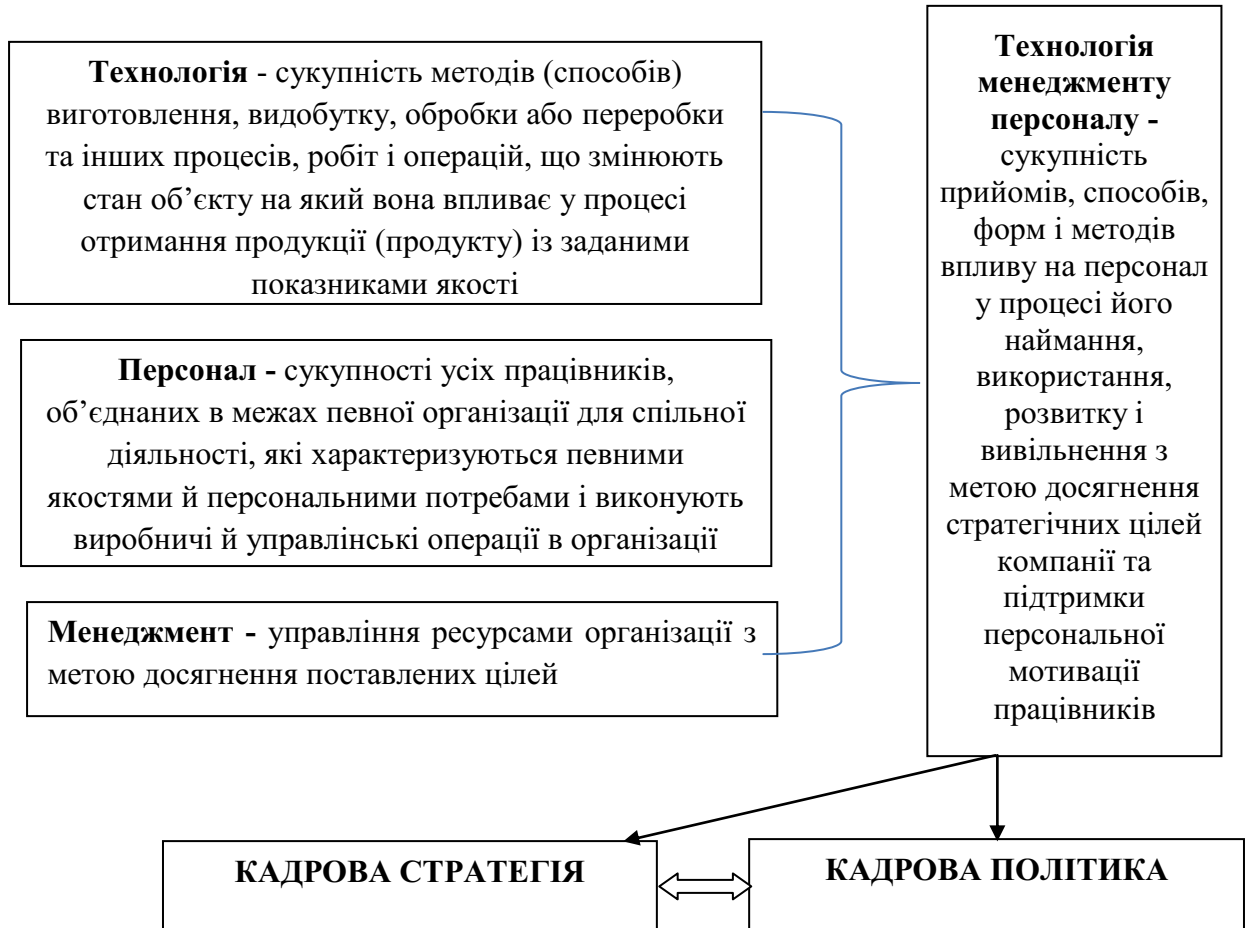 Технологія - сукупність методів (способів)
виготовлення, видобутку, обробки або переробки
та інших процесів, робіт і операцій, що змінюють
стан об’єкту на який вона впливає у процесі
отримання продукції (продукту) із заданими
показниками якості
Персонал - сукупності усіх працівників,
об’єднаних в межах певної організації для спільної
діяльності, які характеризуються певними
якостями й персональними потребами і виконують
виробничі й управлінські операції в організації
Менеджмент - управління ресурсами організації з
метою досягнення поставлених цілей
Технологія
менеджменту
персоналу -
сукупність
прийомів, способів,
форм і методів
впливу на персонал
у процесі його
наймання,
використання,
розвитку і
вивільнення з
метою досягнення
стратегічних цілей
компанії та
підтримки
персональної
мотивації
працівників
КАДРОВА СТРАТЕГІЯ
КАДРОВА ПОЛІТИКА